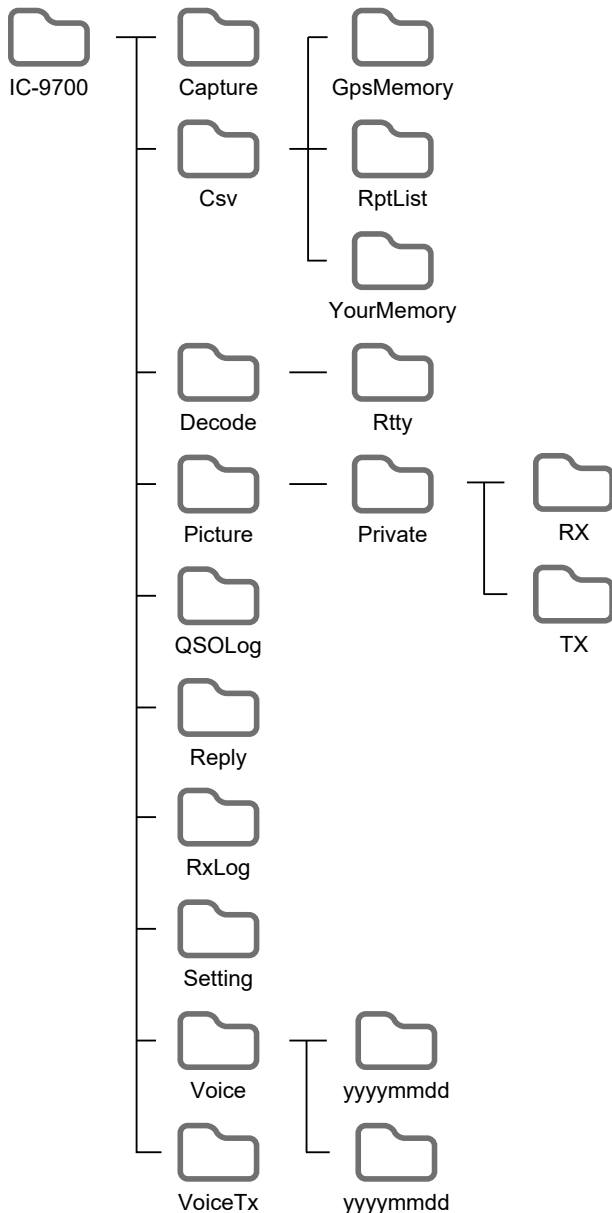 IC-9700
Capture
GpsMemory
Csv
RptList
YourMemory
Decode
Rtty
Picture
Private
RX
TX
QSOLog
Reply
RxLog
Setting
Voice
yyyymmdd
VoiceTx
yyyymmdd